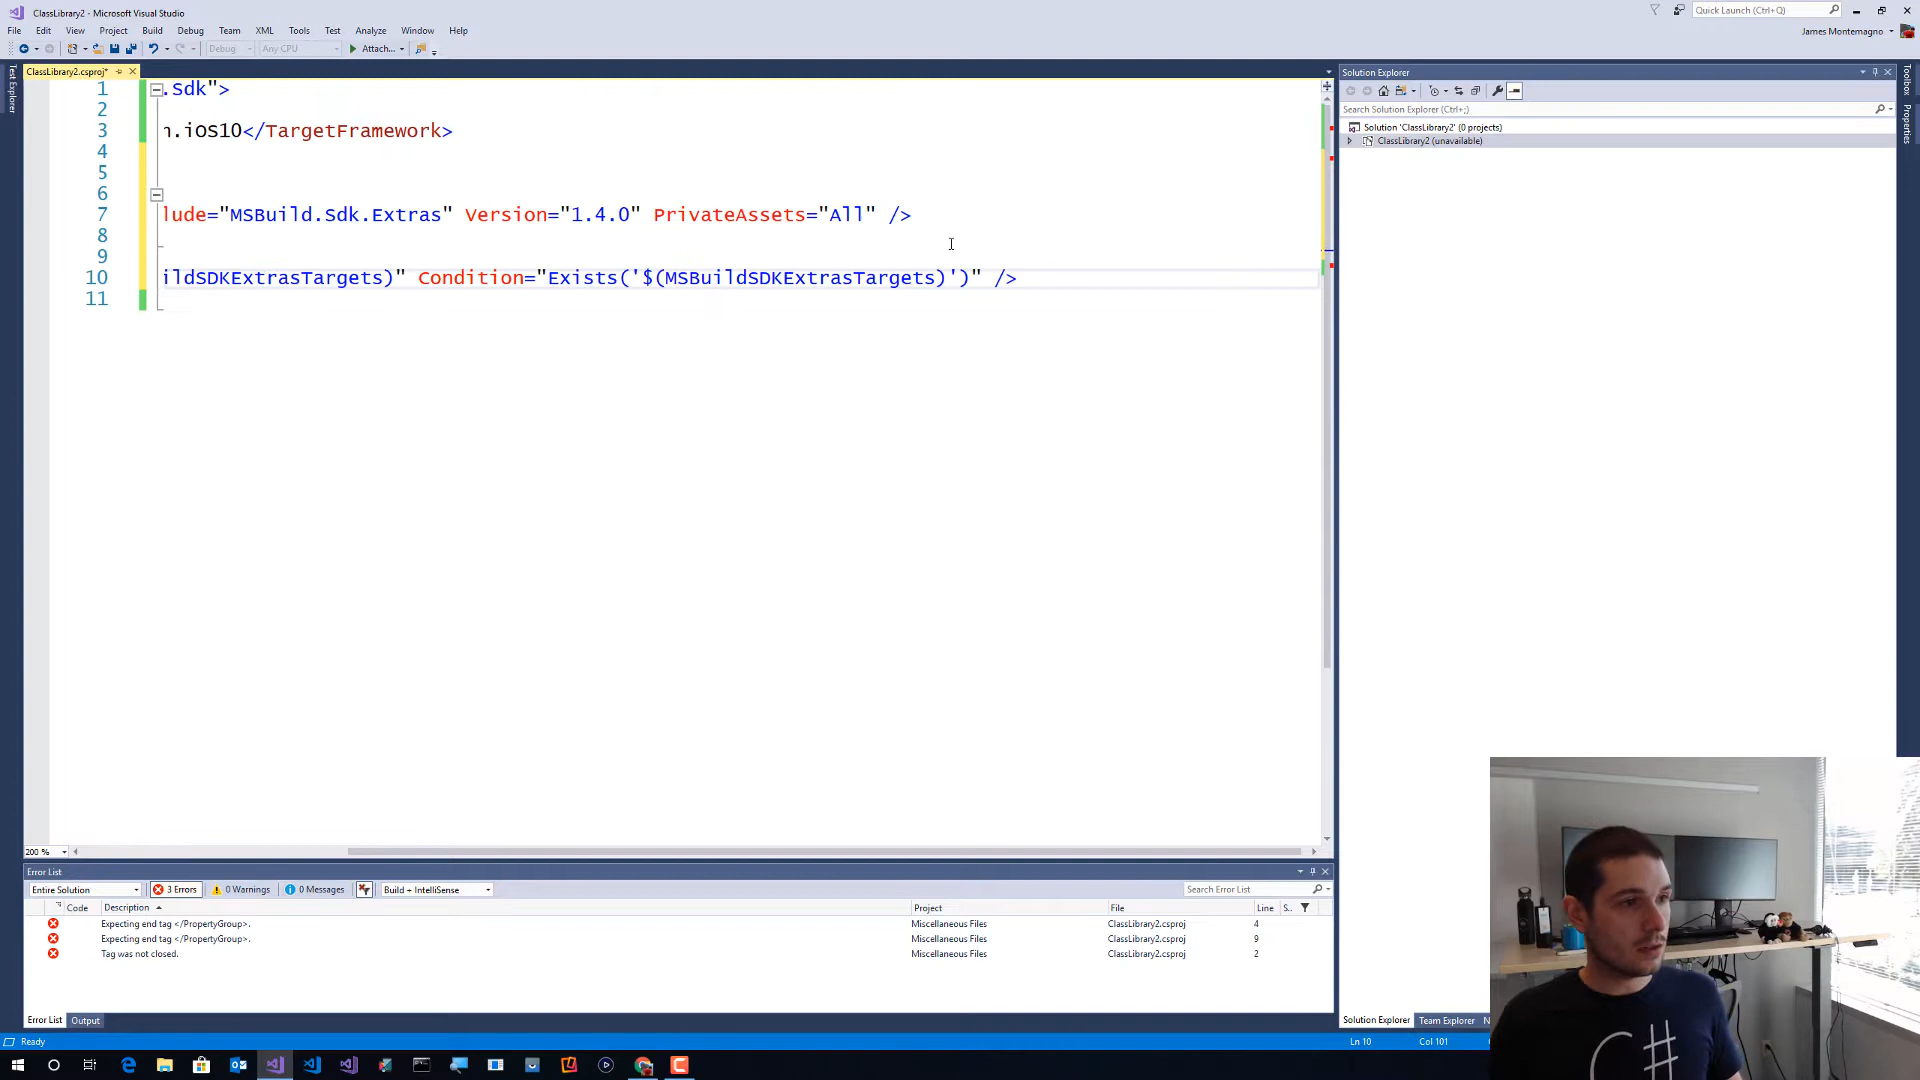 ClassLibrary2 - Microsoft Visual Studio
Quick Launch (Ctrl+Q)
File Edit View Project Build Debug Team XML Tools Test Analyze Window Help
James Montemagno
Debug Any CPU Attach...
Test Explorer
ClassLibrary2.csproj*
1 .Sdk">
2
3 n.iOS10</TargetFramework>
4
5
6
7 lude="MSBuild.Sdk.Extras" Version="1.4.0" PrivateAssets="All" />
8
9
10 ildSDKExtrasTargets)" Condition="Exists('$(MSBuildSDKExtrasTargets)')" />
11
200 %
Solution Explorer
Search Solution Explorer (Ctrl+;)
Solution 'ClassLibrary2' (0 projects)
ClassLibrary2 (unavailable)
Toolbox
Properties
Error List
Entire Solution 3 Errors 0 Warnings 0 Messages Build + IntelliSense
Search Error List
Code Description Project File Line S..
Expecting end tag </PropertyGroup>. Miscellaneous Files ClassLibrary2.csproj 4
Expecting end tag </PropertyGroup>. Miscellaneous Files ClassLibrary2.csproj 9
Tag was not closed. Miscellaneous Files ClassLibrary2.csproj 2
Error List Output
Solution Explorer Team Explorer N
Ready
Ln 10 Col 101
C#